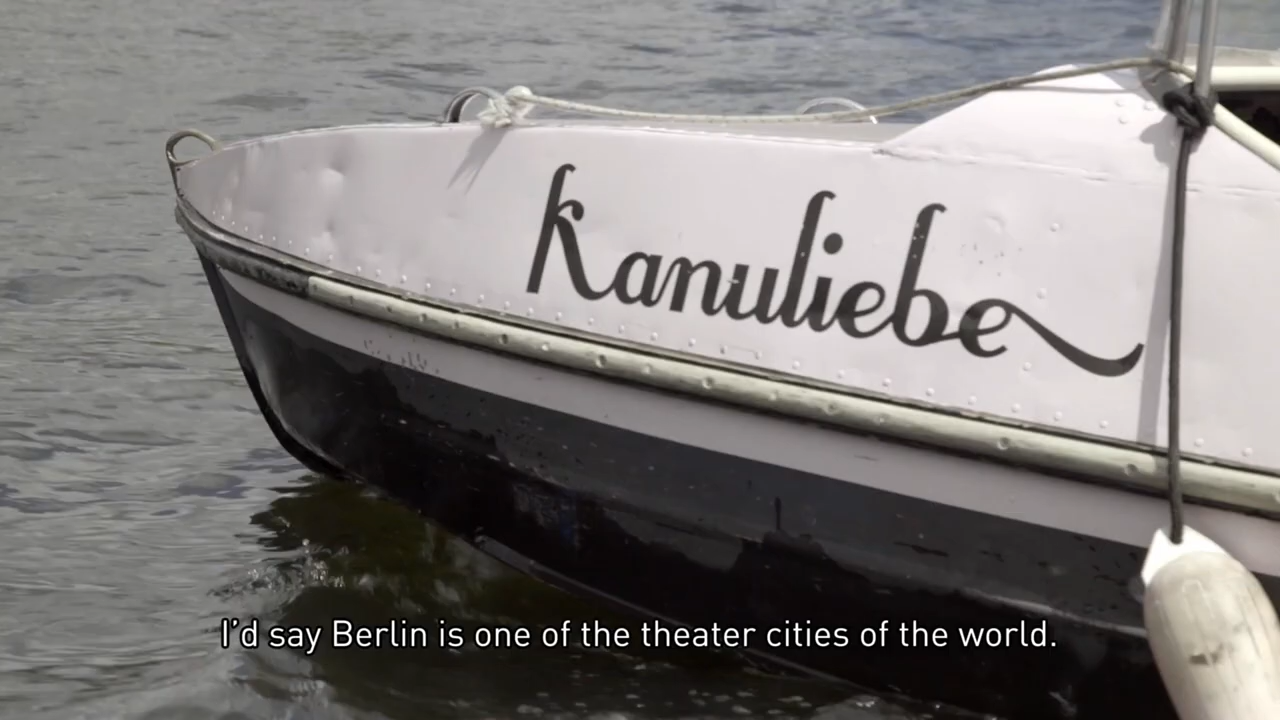 Kanuliebe
I'd say Berlin is one of the theater cities of the world.